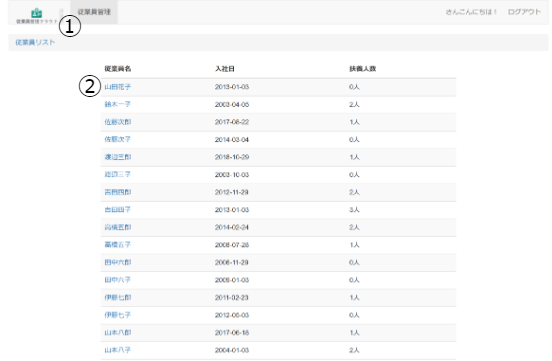 従業員管理クラウド
① 従業員管理
さんこんにちは！ ログアウト
従業員リスト
従業員名 入社日 扶養人数
② 山田花子 2013-01-03 0人
鈴木一子 2003-04-05 2人
佐藤次郎 2017-08-22 1人
佐藤次子 2014-03-04 0人
渡辺三郎 2018-10-29 1人
渡辺三子 2003-10-03 0人
吉田四郎 2012-11-29 2人
吉田四子 2013-01-03 3人
高橋五郎 2014-02-24 2人
高橋五子 2008-07-28 1人
田中六郎 2008-11-29 0人
田中六子 2009-01-03 0人
伊藤七郎 2011-02-23 1人
伊藤七子 2012-05-03 0人
山本八郎 2017-06-18 1人
山本八子 2004-01-03 2人